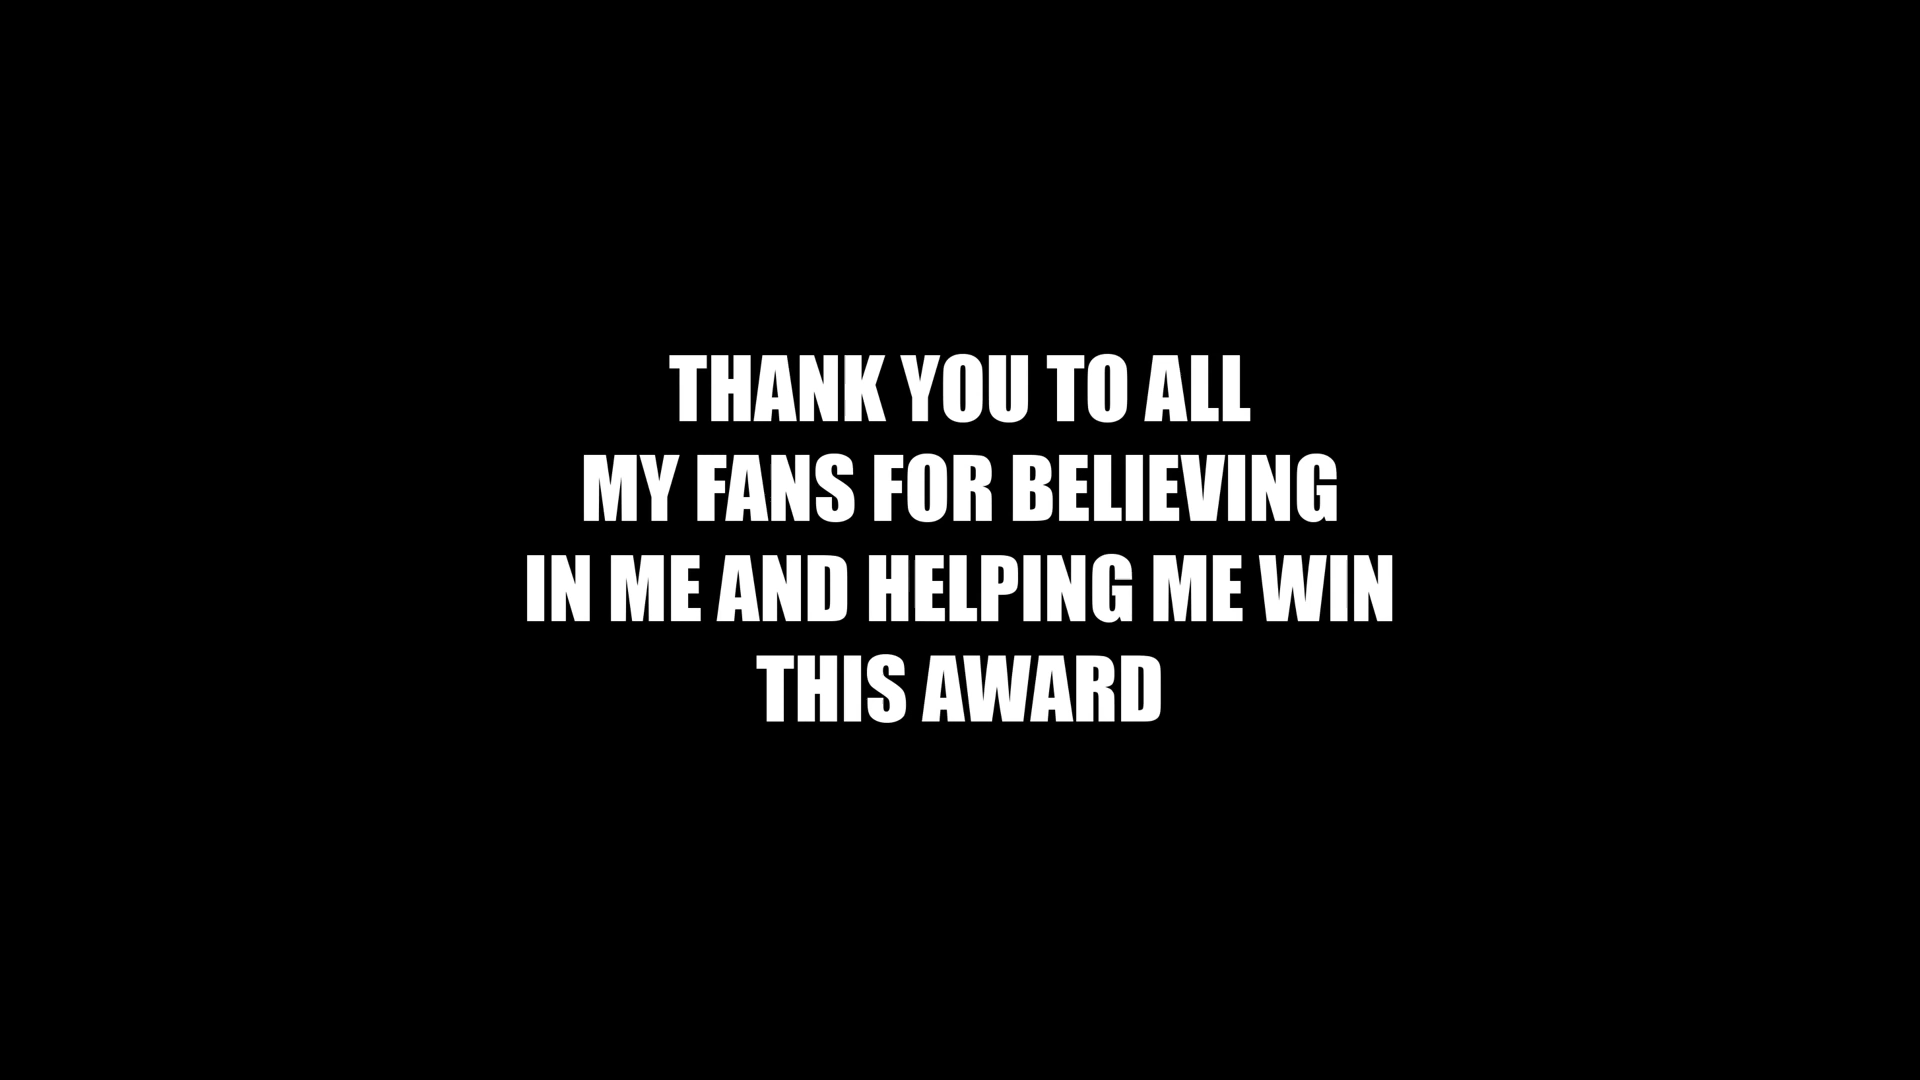 THANK YOU TO ALL
MY FANS FOR BELIEVING
IN ME AND HELPING ME WIN
THIS AWARD